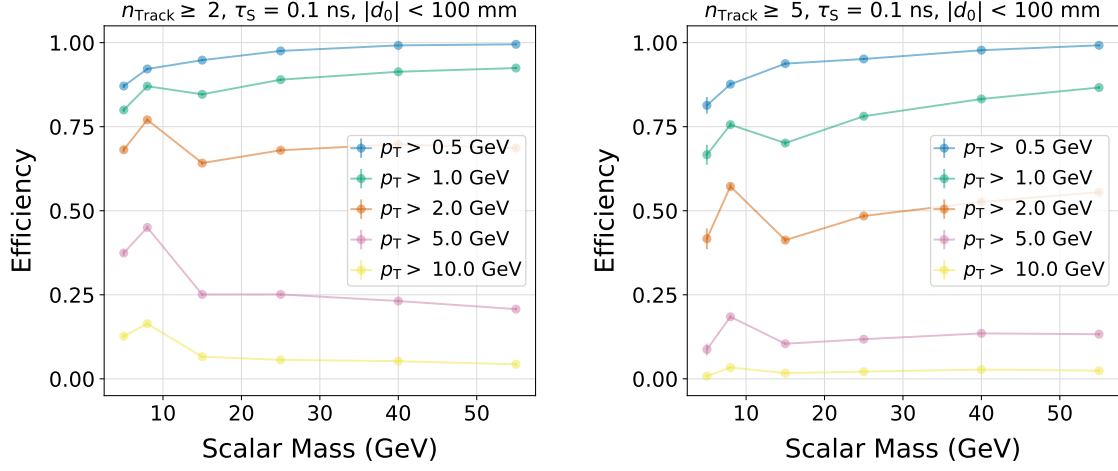 n_Track ≥ 2, τ_S = 0.1 ns, |d_0| < 100 mm
1.00
0.75
0.50
0.25
0.00
Efficiency
p_T > 0.5 GeV
p_T > 1.0 GeV
p_T > 2.0 GeV
p_T > 5.0 GeV
p_T > 10.0 GeV
10 20 30 40 50
Scalar Mass (GeV)
n_Track ≥ 5, τ_S = 0.1 ns, |d_0| < 100 mm
1.00
0.75
0.50
0.25
0.00
Efficiency
p_T > 0.5 GeV
p_T > 1.0 GeV
p_T > 2.0 GeV
p_T > 5.0 GeV
p_T > 10.0 GeV
10 20 30 40 50
Scalar Mass (GeV)